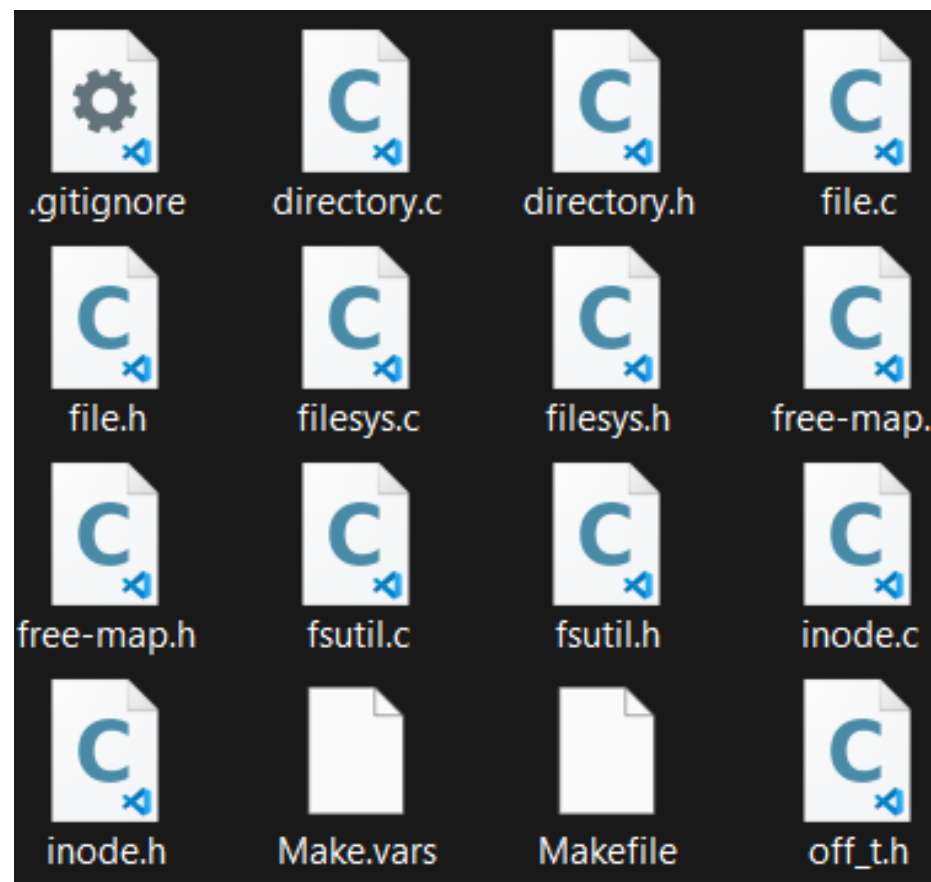 .gitignore
directory.c
directory.h
file.c
file.h
filesys.c
filesys.h
free-map.
free-map.h
fsutil.c
fsutil.h
inode.c
inode.h
Make.vars
Makefile
off_t.h